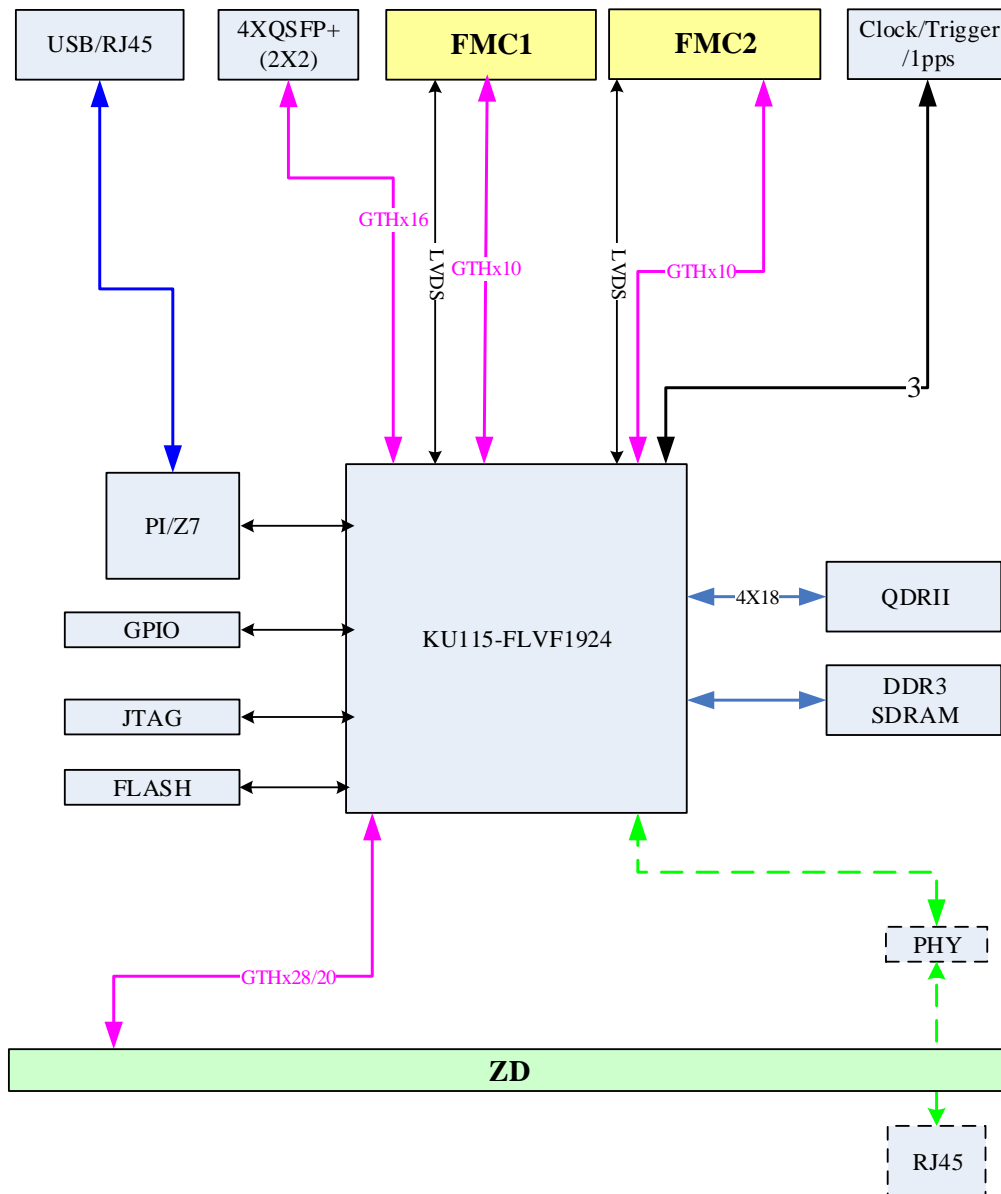 USB/RJ45
4XQSFP+
(2X2)
FMC1
FMC2
Clock/Trigger
/1pps
GTHx16
LVDS
GTHx10
LVDS
GTHx10
3
PI/Z7
GPIO
JTAG
FLASH
KU115-FLVF1924
4X18
QDRII
DDR3
SDRAM
GTHx28/20
PHY
ZD
RJ45